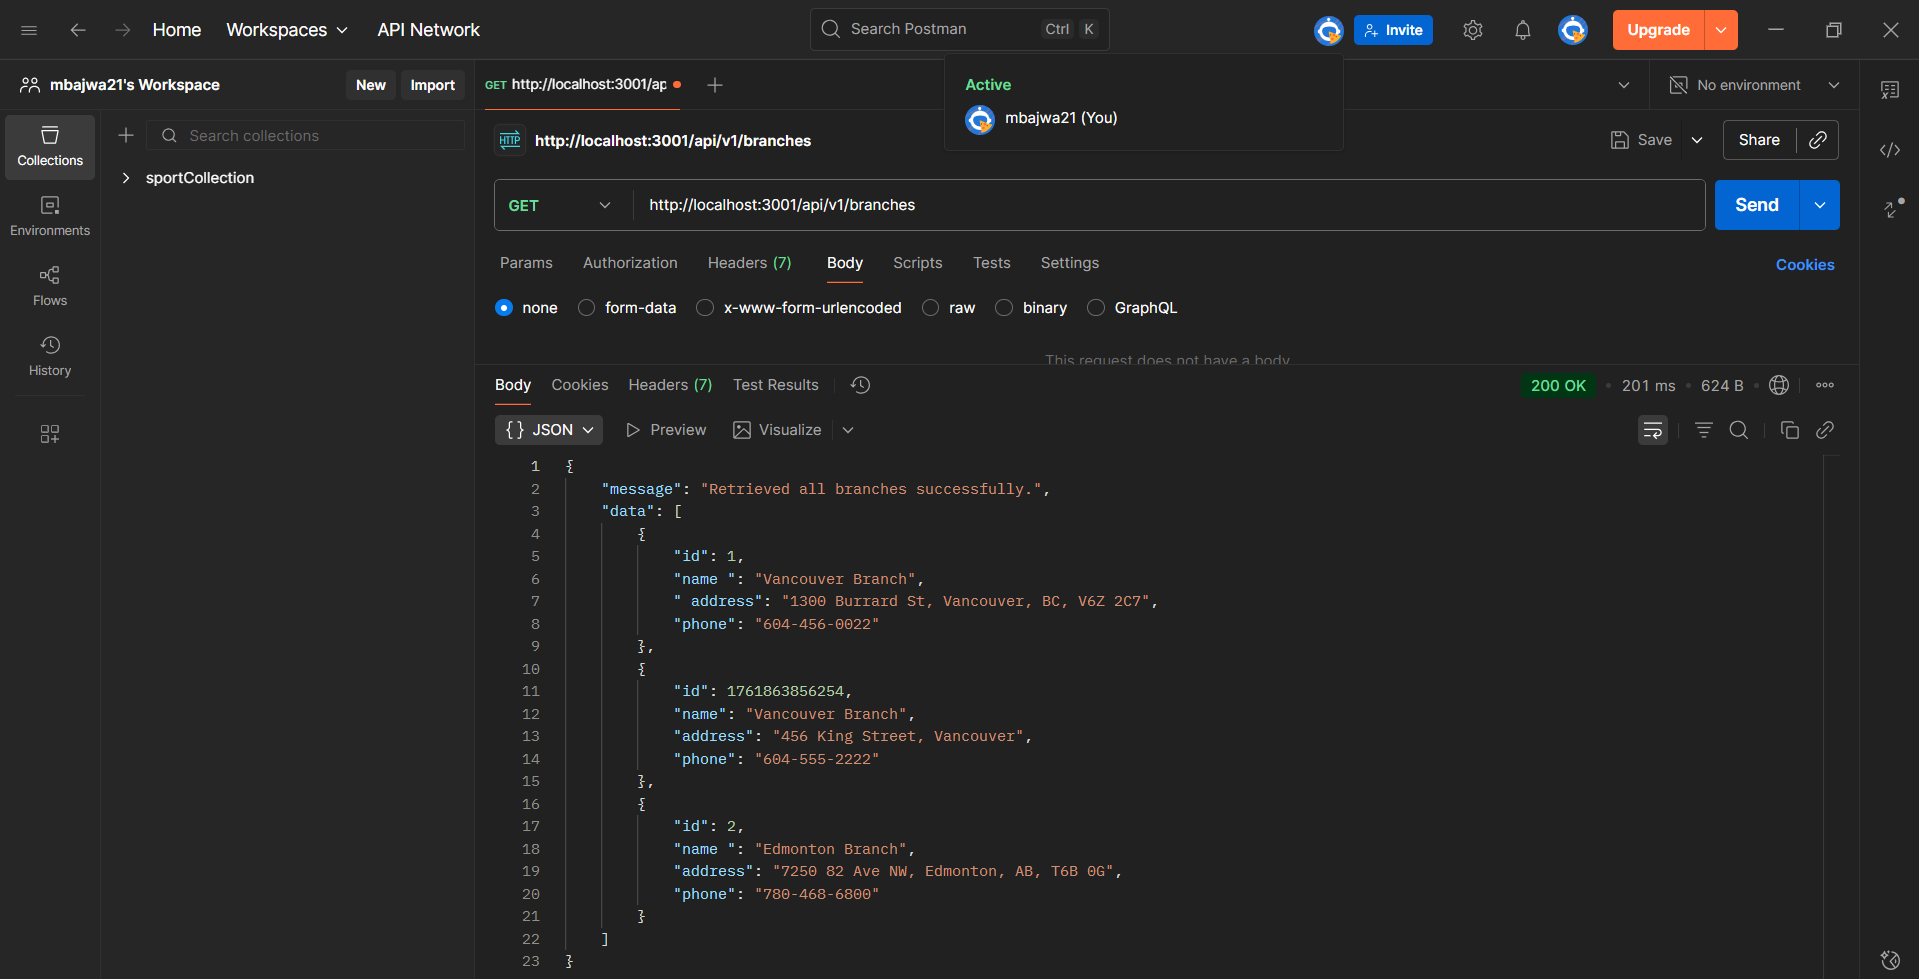 Home Workspaces API Network Search Postman Ctrl K Invite Upgrade
mbajwa21's Workspace New Import GET http://localhost:3001/ap No environment
Active
mbajwa21 (You)
Collections
Search collections
HTTP http://localhost:3001/api/v1/branches Save Share
sportCollection
GET http://localhost:3001/api/v1/branches Send
Environments
Params Authorization Headers (7) Body Scripts Tests Settings Cookies
Flows
none form-data x-www-form-urlencoded raw binary GraphQL
This request does not have a body
History
Body Cookies Headers (7) Test Results 200 OK 201 ms 624 B
{} JSON Preview Visualize
1 {
2 "message": "Retrieved all branches successfully.",
3 "data": [
4 {
5 "id": 1,
6 "name ": "Vancouver Branch",
7 " address": "1300 Burrard St, Vancouver, BC, V6Z 2C7",
8 "phone": "604-456-0022"
9 },
10 {
11 "id": 1761863856254,
12 "name": "Vancouver Branch",
13 "address": "456 King Street, Vancouver",
14 "phone": "604-555-2222"
15 },
16 {
17 "id": 2,
18 "name ": "Edmonton Branch",
19 "address": "7250 82 Ave NW, Edmonton, AB, T6B 0G",
20 "phone": "780-468-6800"
21 }
22 ]
23 }